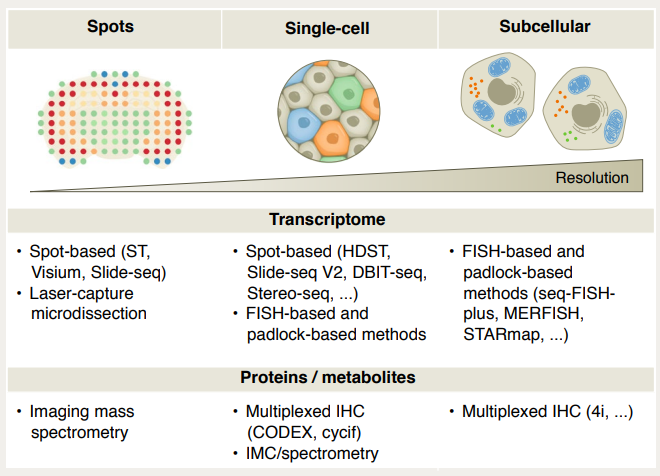 Spots
Single-cell
Subcellular
Resolution
Transcriptome
• Spot-based (ST,
Visium, Slide-seq)
• Laser-capture
microdissection
• Spot-based (HDST,
Slide-seq V2, DBIT-seq,
Stereo-seq, ...)
• FISH-based and
padlock-based methods
• FISH-based and
padlock-based
methods (seq-FISH-
plus, MERFISH,
STARmap, ...)
Proteins / metabolites
• Imaging mass
spectrometry
• Multiplexed IHC
(CODEX, cycif)
• IMC/spectrometry
• Multiplexed IHC (4i, ...)